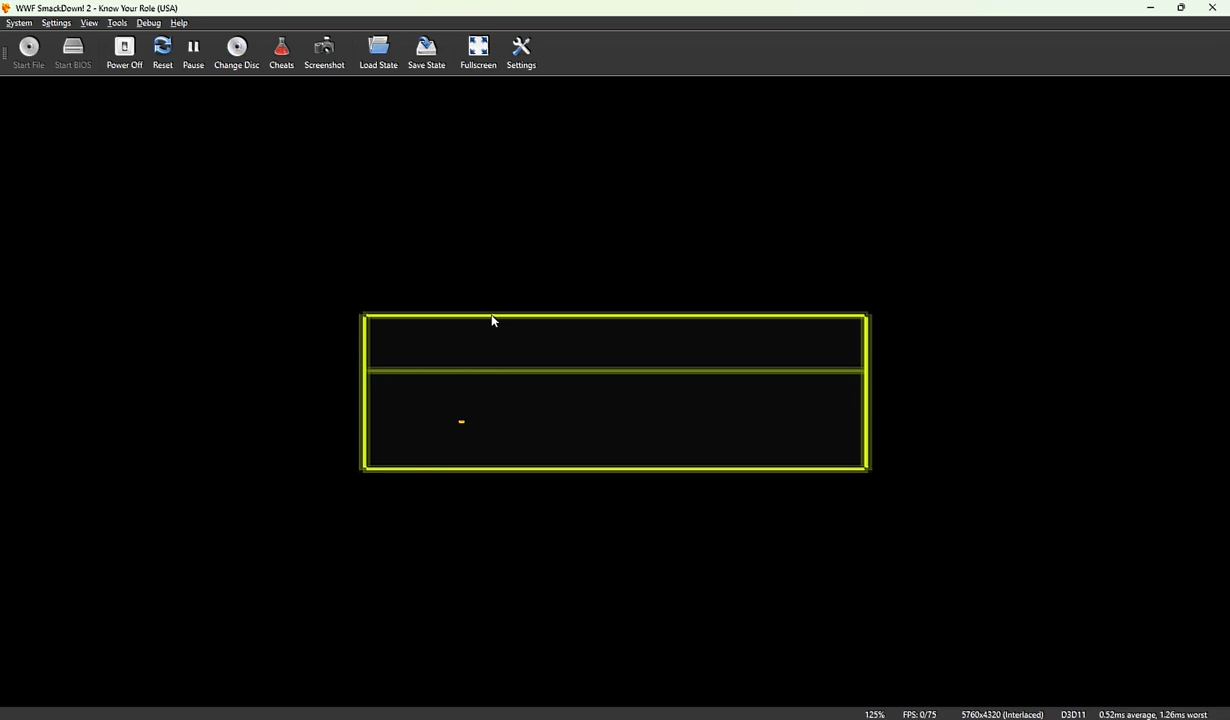 WWF SmackDown! 2 - Know Your Role (USA)
System Settings View Tools Debug Help
Start File Start BIOS Power Off Reset Pause Change Disc Cheats Screenshot Load State Save State Fullscreen Settings
125% FPS: 0/75 5760x4320 (Interlaced) D3D11 0.52ms average, 1.26ms worst